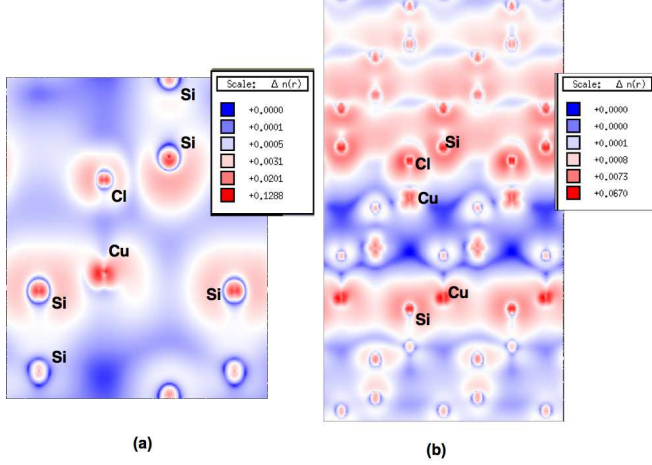 Si
Scale: Δ n(r)
+0.0000
+0.0001
+0.0005
+0.0031
+0.0201
+0.1288
Si
Cl
Cu
Si
Si
Si
(a)
Scale: Δ n(r)
+0.0000
+0.0000
+0.0001
+0.0008
+0.0073
+0.0670
Si
Cl
Cu
Cu
Si
(b)